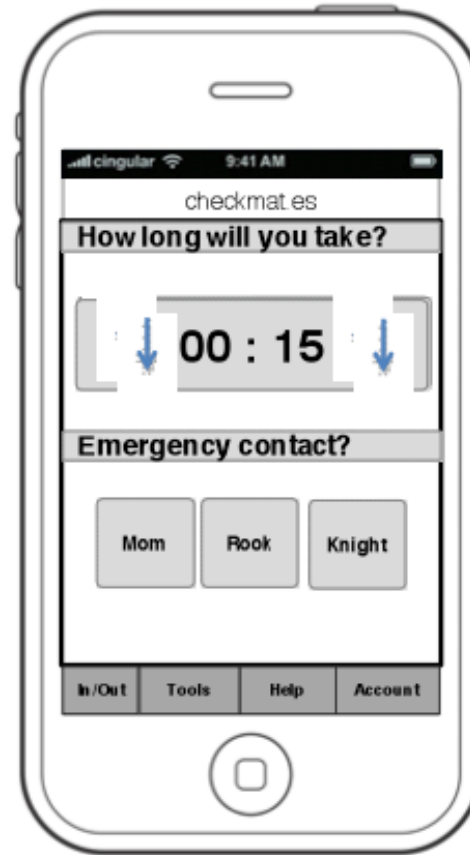 cingular 9:41 AM
checkmat.es
How long will you take?
00 : 15
Emergency contact?
Mom Rook Knight
In/Out Tools Help Account